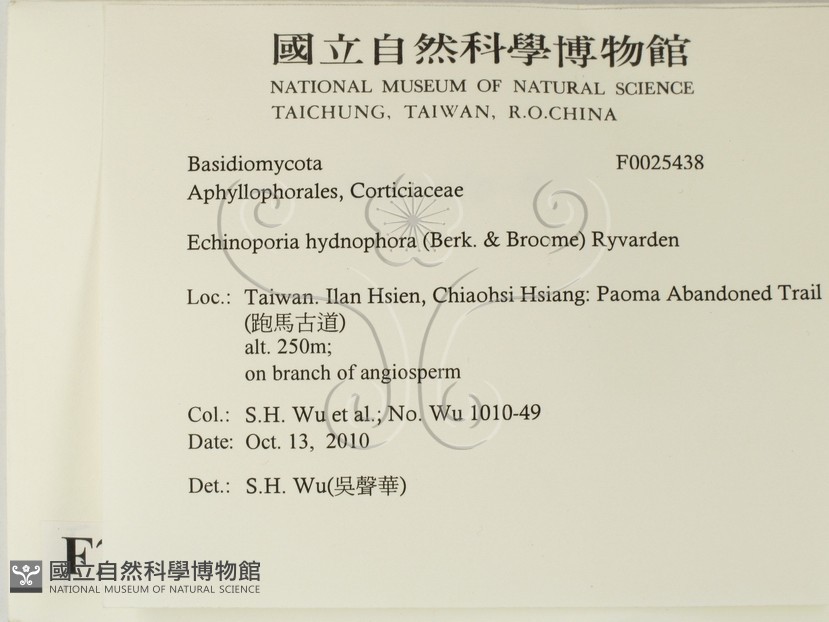 國立自然科學博物館
NATIONAL MUSEUM OF NATURAL SCIENCE
TAICHUNG, TAIWAN, R.O.CHINA
Basidiomycota F0025438
Aphyllophorales, Corticiaceae
Echinoporia hydnophora (Berk. & Brocme) Ryvarden
Loc.: Taiwan. Ilan Hsien, Chiaohsi Hsiang: Paoma Abandoned Trail
(跑馬古道)
alt. 250m;
on branch of angiosperm
Col.: S.H. Wu et al.; No. Wu 1010-49
Date: Oct. 13, 2010
Det.: S.H. Wu(吳聲華)
國立自然科學博物館
NATIONAL MUSEUM OF NATURAL SCIENCE